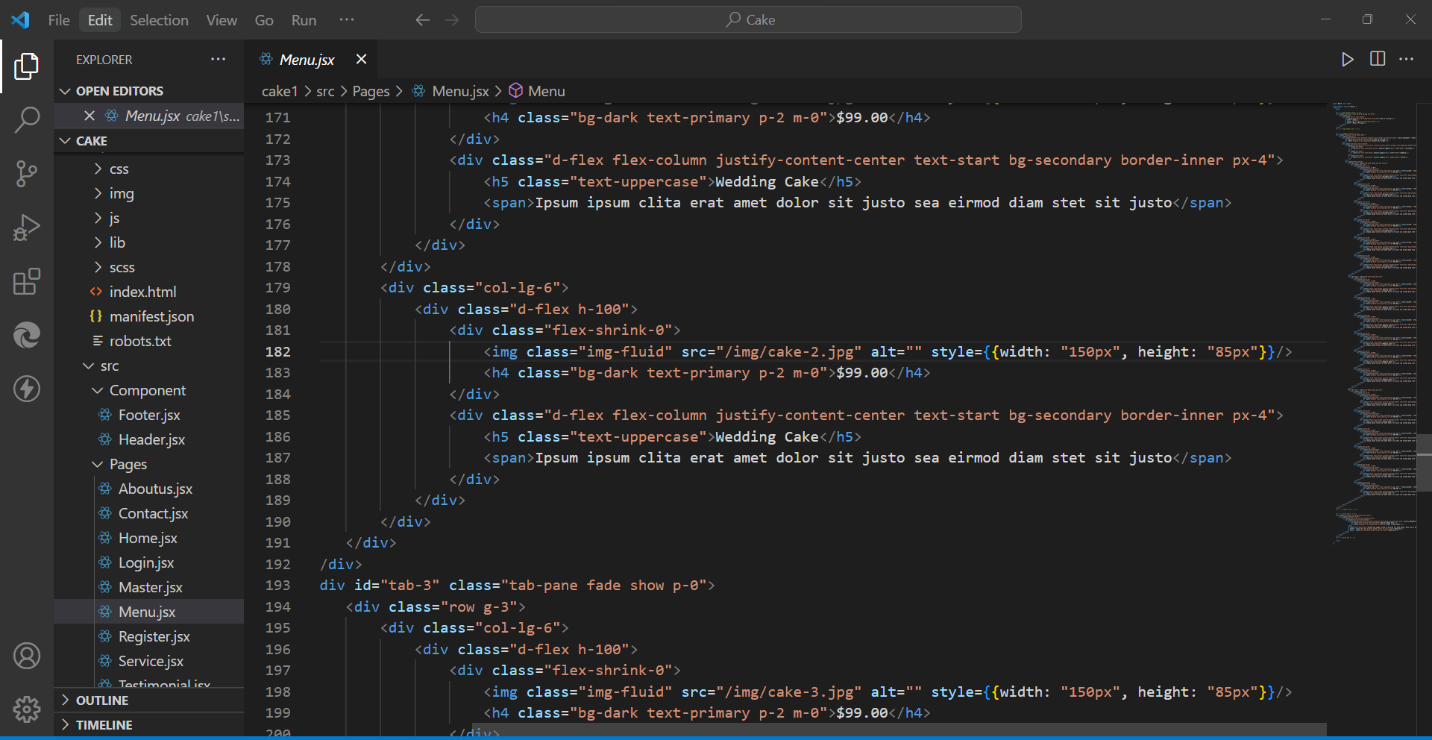 File Edit Selection View Go Run ··· Cake
EXPLORER ···
OPEN EDITORS
Menu.jsx cake1\s...
CAKE
css
img
js
lib
scss
index.html
manifest.json
robots.txt
src
Component
Footer.jsx
Header.jsx
Pages
Aboutus.jsx
Contact.jsx
Home.jsx
Login.jsx
Master.jsx
Menu.jsx
Register.jsx
Service.jsx
Testimonial.jsx
OUTLINE
TIMELINE
Menu.jsx
cake1 > src > Pages > Menu.jsx > Menu
171 <h4 class="bg-dark text-primary p-2 m-0">$99.00</h4>
172 </div>
173 <div class="d-flex flex-column justify-content-center text-start bg-secondary border-inner px-4">
174 <h5 class="text-uppercase">Wedding Cake</h5>
175 <span>Ipsum ipsum clita erat amet dolor sit justo sea eirmod diam stet sit justo</span>
176 </div>
177 </div>
178 </div>
179 <div class="col-lg-6">
180 <div class="d-flex h-100">
181 <div class="flex-shrink-0">
182 <img class="img-fluid" src="/img/cake-2.jpg" alt="" style={{width: "150px", height: "85px"}}/>
183 <h4 class="bg-dark text-primary p-2 m-0">$99.00</h4>
184 </div>
185 <div class="d-flex flex-column justify-content-center text-start bg-secondary border-inner px-4">
186 <h5 class="text-uppercase">Wedding Cake</h5>
187 <span>Ipsum ipsum clita erat amet dolor sit justo sea eirmod diam stet sit justo</span>
188 </div>
189 </div>
190 </div>
191 </div>
192 /div>
193 div id="tab-3" class="tab-pane fade show p-0">
194 <div class="row g-3">
195 <div class="col-lg-6">
196 <div class="d-flex h-100">
197 <div class="flex-shrink-0">
198 <img class="img-fluid" src="/img/cake-3.jpg" alt="" style={{width: "150px", height: "85px"}}/>
199 <h4 class="bg-dark text-primary p-2 m-0">$99.00</h4>
200 </div>